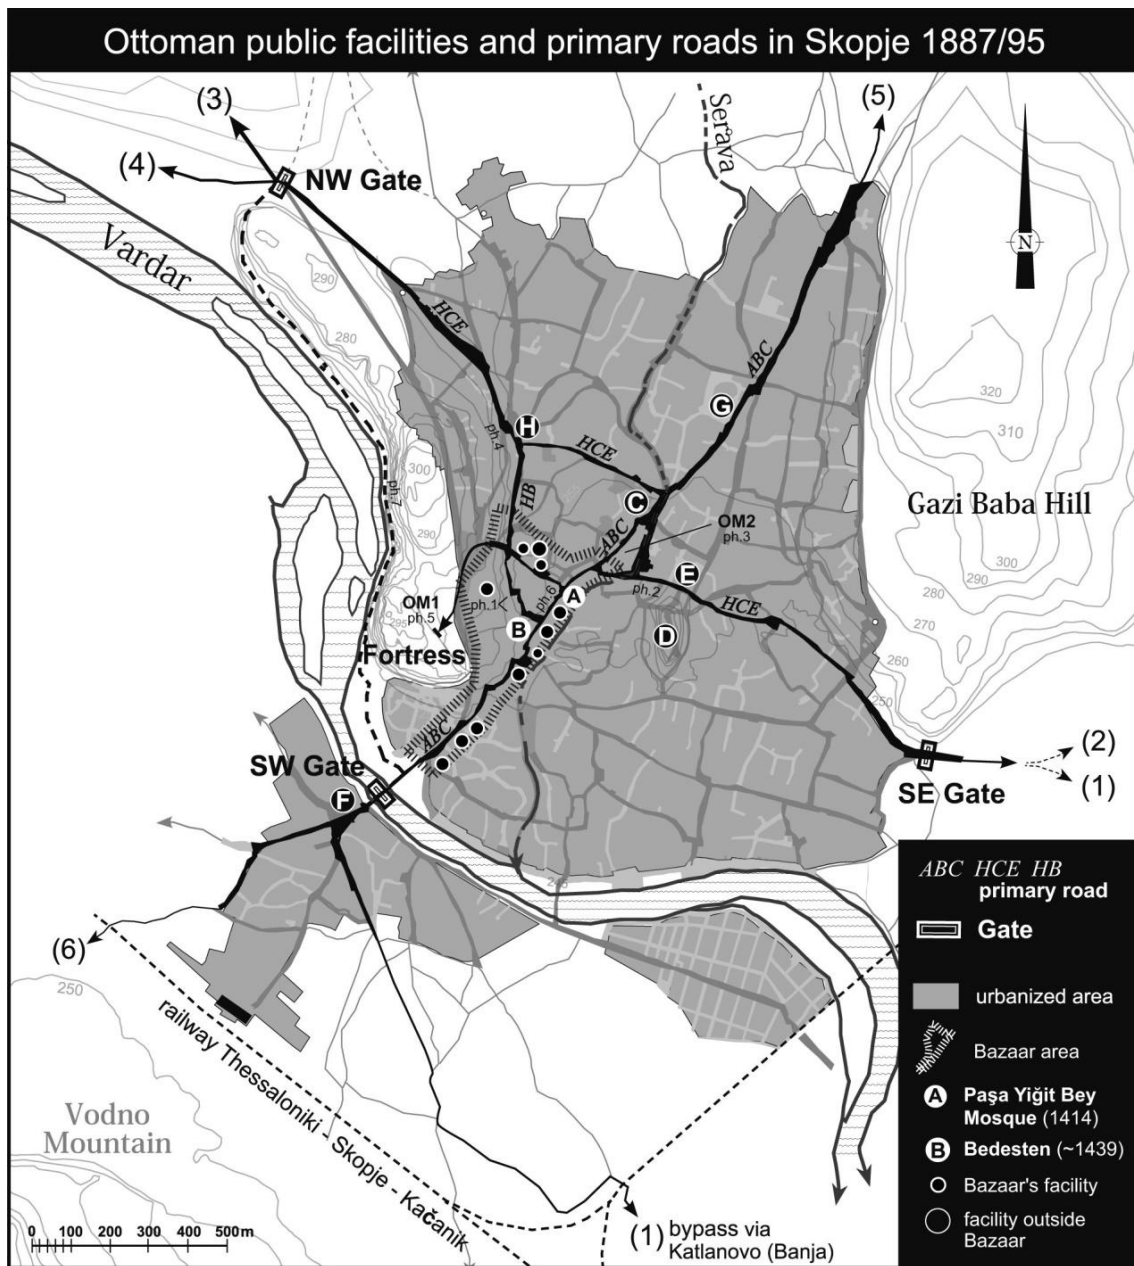 Ottoman public facilities and primary roads in Skopje 1887/95
(3)
(4)
(5)
Serava
NW Gate
Vardar
N
290
HCE
280
ABC
320
310
G
H
ph.4
HCE
300
ph.7
HB
C
Gazi Baba Hill
290
ABC
OM2
ph.3
300
290
280
270
E
ph.2
HCE
OM1
ph.5
ph.1
ph.6
A
B
D
295
Fortress
260
250
ABC
SW Gate
F
(2)
(1)
SE Gate
ABC HCE HB
primary road
Gate
(6)
250
urbanized area
railway Thessaloniki - Skopje - Kačanik
Bazaar area
A
Paşa Yiğit Bey
Mosque (1414)
Vodno
Mountain
B
Bedesten (~1439)
Bazaar's facility
facility outside
Bazaar
0 100 200 300 400 500m
(1) bypass via
Katlanovo (Banja)